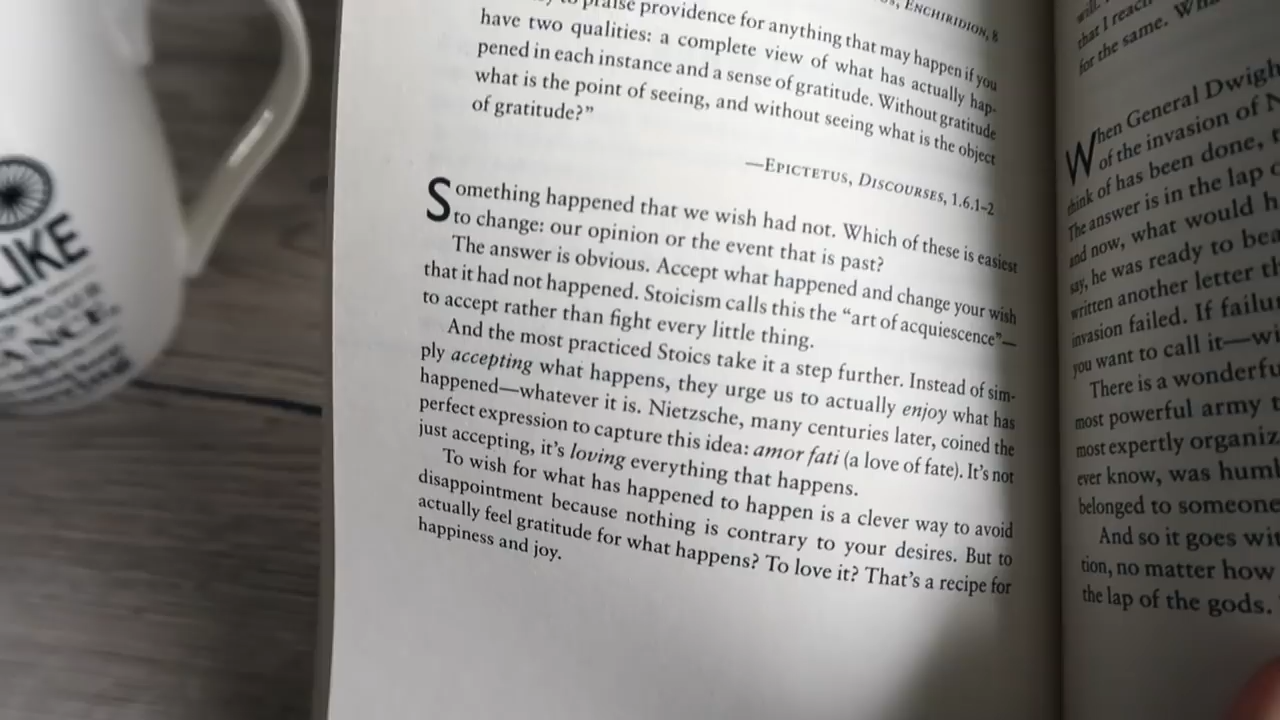 praise providence for anything that may happen if you
have two qualities: a complete view of what has actually hap-
pened in each instance and a sense of gratitude. Without gratitude
what is the point of seeing, and without seeing what is the object
of gratitude?”
ENCHIRIDION, 8
—EPICTETUS, DISCOURSES, 1.6.1–2
Something happened that we wish had not. Which of these is easiest
to change: our opinion or the event that is past?
The answer is obvious. Accept what happened and change your wish
that it had not happened. Stoicism calls this the “art of acquiescence”—
to accept rather than fight every little thing.
And the most practiced Stoics take it a step further. Instead of sim-
ply accepting what happens, they urge us to actually enjoy what has
happened—whatever it is. Nietzsche, many centuries later, coined the
perfect expression to capture this idea: amor fati (a love of fate). It’s not
just accepting, it’s loving everything that happens.
To wish for what has happened to happen is a clever way to avoid
disappointment because nothing is contrary to your desires. But to
actually feel gratitude for what happens? To love it? That’s a recipe for
happiness and joy.
will.
that I reach
for the same.
When General Dwigh
of the invasion of N
think of has been done,
The answer is in the lap
and now, what would h
say, he was ready to bea
written another letter th
invasion failed. If failu
you want to call it—wi
There is a wonderfu
most powerful army t
most expertly organiz
ever know, was huml
belonged to someone
And so it goes wit
tion, no matter how
the lap of the gods.
LIKE
YOUR